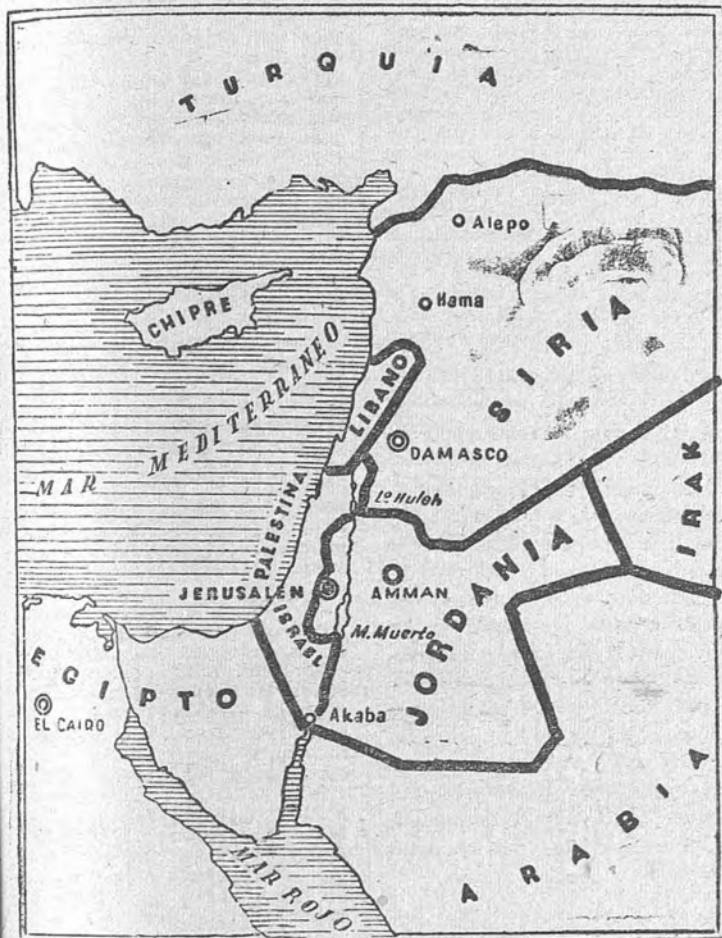 TURQUIA
Alepo
Hama
CHIPRE
SIRIA
MAR MEDITERRANEO
LIBANO
DAMASCO
Lº Huleh
IRAK
PALESTINA
JORDANIA
JERUSALÉN
AMMAN
ISRAEL
M. Muerto
EGIPTO
Akaba
EL CAIRO
ARABIA
MAR ROJO